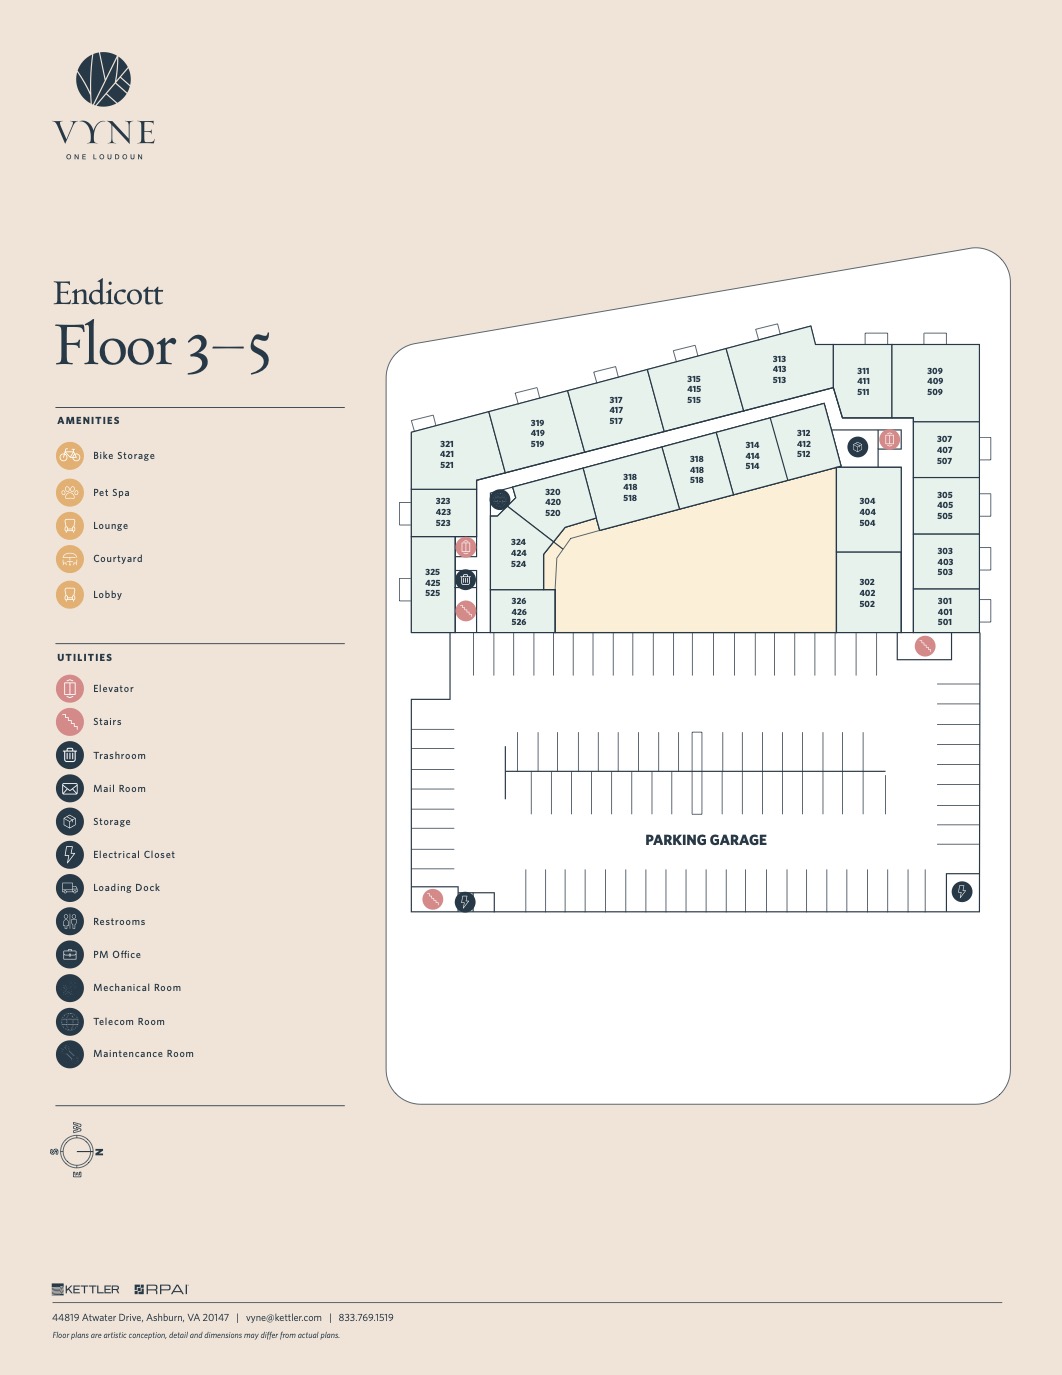 VYNE
ONE LOUDOUN
Endicott
Floor 3–5
AMENITIES
Bike Storage
Pet Spa
Lounge
Courtyard
Lobby
UTILITIES
Elevator
Stairs
Trashroom
Mail Room
Storage
Electrical Closet
Loading Dock
Restrooms
PM Office
Mechanical Room
Telecom Room
Maintencance Room
W
S
N
E
313
413
513
311
411
511
309
409
509
315
415
515
317
417
517
319
419
519
321
421
521
312
412
512
314
414
514
318
418
518
318
418
518
320
420
520
307
407
507
323
423
523
304
404
504
305
405
505
324
424
524
303
403
503
325
425
525
302
402
502
326
426
526
301
401
501
PARKING GARAGE
KETTLER RPAI
44819 Atwater Drive, Ashburn, VA 20147 | vyne@kettler.com | 833.769.1519
Floor plans are artistic conception, detail and dimensions may differ from actual plans.